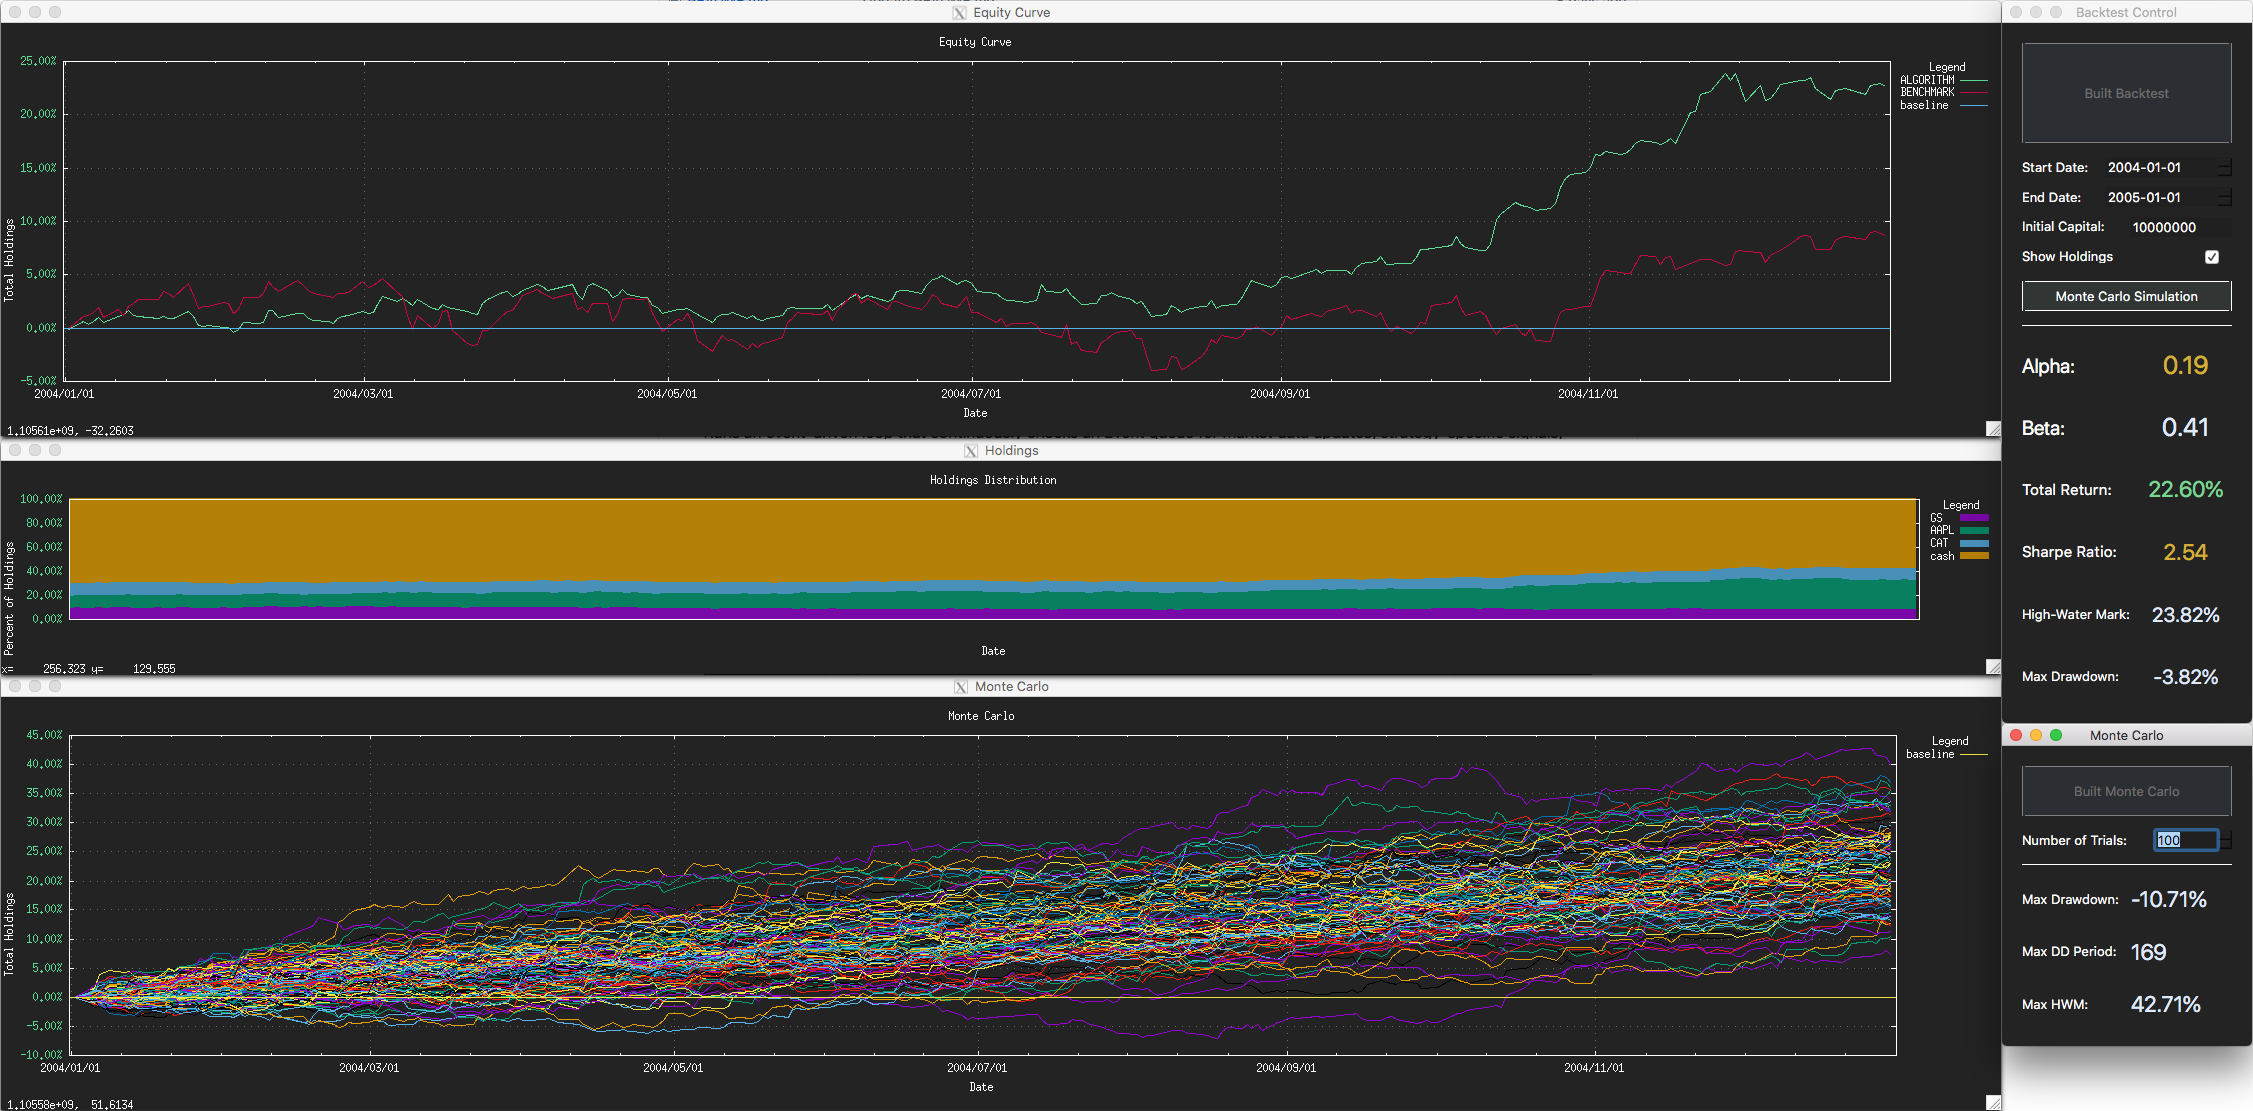 Equity Curve
Equity Curve
25.00%
20.00%
15.00%
10.00%
5.00%
0.00%
-5.00%
Total Holdings
2004/01/01
2004/03/01
2004/05/01
2004/07/01
2004/09/01
2004/11/01
Date
Legend
ALGORITHM
BENCHMARK
baseline
1.10561e+09, -32.2603
Holdings
Holdings Distribution
100.00%
80.00%
60.00%
40.00%
20.00%
0.00%
Percent of Holdings
Date
Legend
GS
AAPL
CAT
cash
x= 256.323 y= 129.555
Monte Carlo
Monte Carlo
45.00%
40.00%
35.00%
30.00%
25.00%
20.00%
15.00%
10.00%
5.00%
0.00%
-5.00%
-10.00%
Total Holdings
2004/01/01
2004/03/01
2004/05/01
2004/07/01
2004/09/01
2004/11/01
Date
Legend
baseline
1.10558e+09, 51.6134
Backtest Control
Built Backtest
Start Date: 2004-01-01
End Date: 2005-01-01
Initial Capital: 10000000
Show Holdings
Monte Carlo Simulation
Alpha: 0.19
Beta: 0.41
Total Return: 22.60%
Sharpe Ratio: 2.54
High-Water Mark: 23.82%
Max Drawdown: -3.82%
Monte Carlo
Built Monte Carlo
Number of Trials: 100
Max Drawdown: -10.71%
Max DD Period: 169
Max HWM: 42.71%